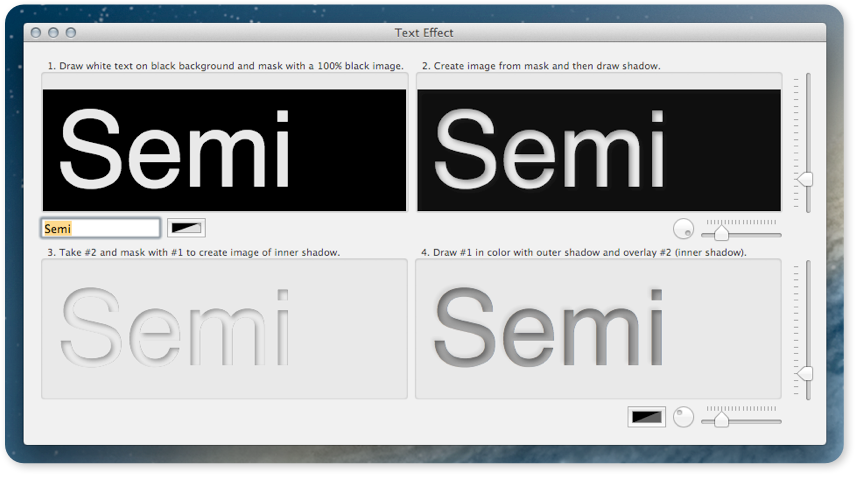 Text Effect
1. Draw white text on black background and mask with a 100% black image.
2. Create image from mask and then draw shadow.
Semi
Semi
Semi
3. Take #2 and mask with #1 to create image of inner shadow.
4. Draw #1 in color with outer shadow and overlay #2 (inner shadow).
Semi
Semi